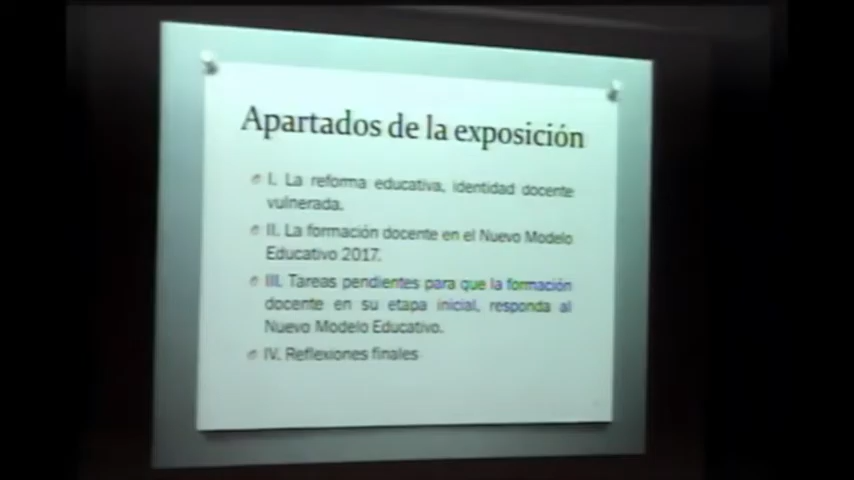 Apartados de la exposición
I. La reforma educativa, identidad docente
vulnerada.
II. La formación docente en el Nuevo Modelo
Educativo 2017.
III. Tareas pendientes para que la formación
docente en su etapa inicial, responda al
Nuevo Modelo Educativo.
IV. Reflexiones finales